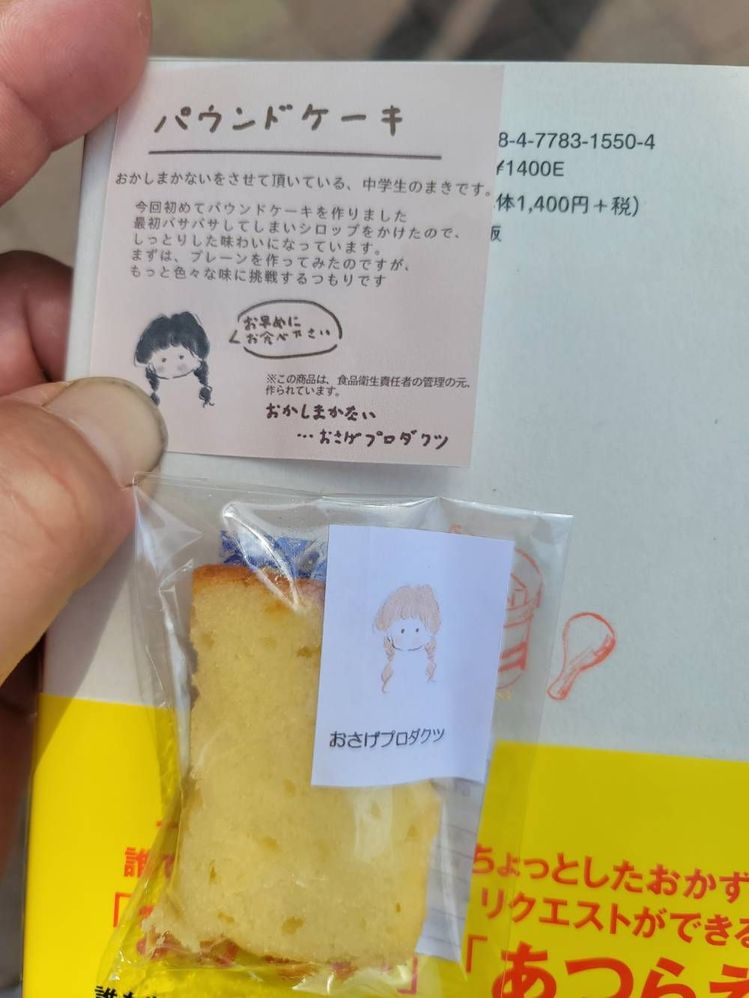 パウンドケーキ
おかしまかないをさせて頂いている、中学生のまきです。
今回初めてパウンドケーキを作りました
最初バサバサしてしまいシロップをかけたので、
しっとりした味わいになっています。
まずは、プレーンを作ってみたのですが、
もっと色々な味に挑戦するつもりです
お早めに
お食べ下さい
※この商品は、食品衛生責任者の管理の元、
作られています。
おかしまかない
…おさげプロダクツ
8-4-7783-1550-4
¥1400E
体1,400円+税)
版
おさげプロダクツ
誰
ちょっとしたおかず
リクエストができる
「
」「あつらえ